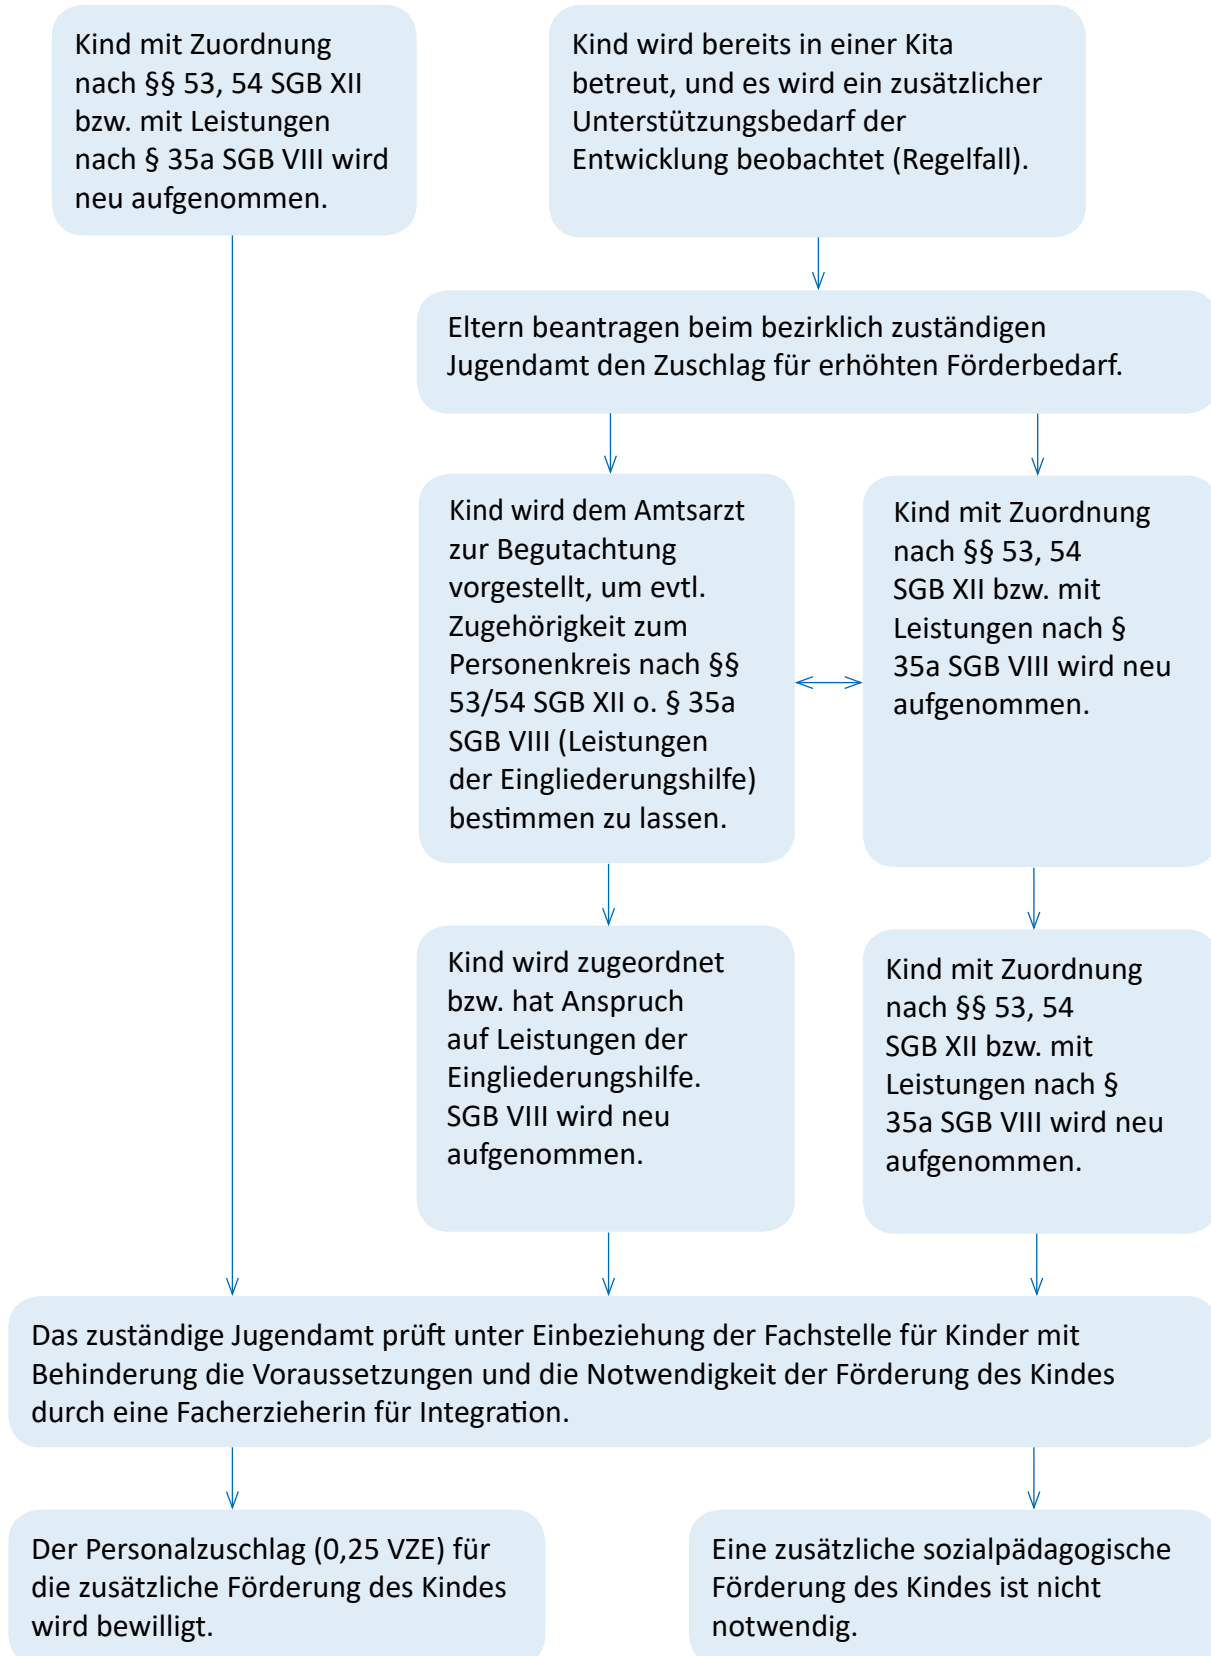 Kind mit Zuordnung
nach §§ 53, 54 SGB XII
bzw. mit Leistungen
nach § 35a SGB VIII wird
neu aufgenommen.
Kind wird bereits in einer Kita
betreut, und es wird ein zusätzlicher
Unterstützungsbedarf der
Entwicklung beobachtet (Regelfall).
Eltern beantragen beim bezirklich zuständigen
Jugendamt den Zuschlag für erhöhten Förderbedarf.
Kind wird dem Amtsarzt
zur Begutachtung
vorgestellt, um evtl.
Zugehörigkeit zum
Personenkreis nach §§
53/54 SGB XII o. § 35a
SGB VIII (Leistungen
der Eingliederungshilfe)
bestimmen zu lassen.
Kind mit Zuordnung
nach §§ 53, 54
SGB XII bzw. mit
Leistungen nach §
35a SGB VIII wird neu
aufgenommen.
Kind wird zugeordnet
bzw. hat Anspruch
auf Leistungen der
Eingliederungshilfe.
SGB VIII wird neu
aufgenommen.
Kind mit Zuordnung
nach §§ 53, 54
SGB XII bzw. mit
Leistungen nach §
35a SGB VIII wird neu
aufgenommen.
Das zuständige Jugendamt prüft unter Einbeziehung der Fachstelle für Kinder mit
Behinderung die Voraussetzungen und die Notwendigkeit der Förderung des Kindes
durch eine Facherzieherin für Integration.
Der Personalzuschlag (0,25 VZE) für
die zusätzliche Förderung des Kindes
wird bewilligt.
Eine zusätzliche sozialpädagogische
Förderung des Kindes ist nicht
notwendig.